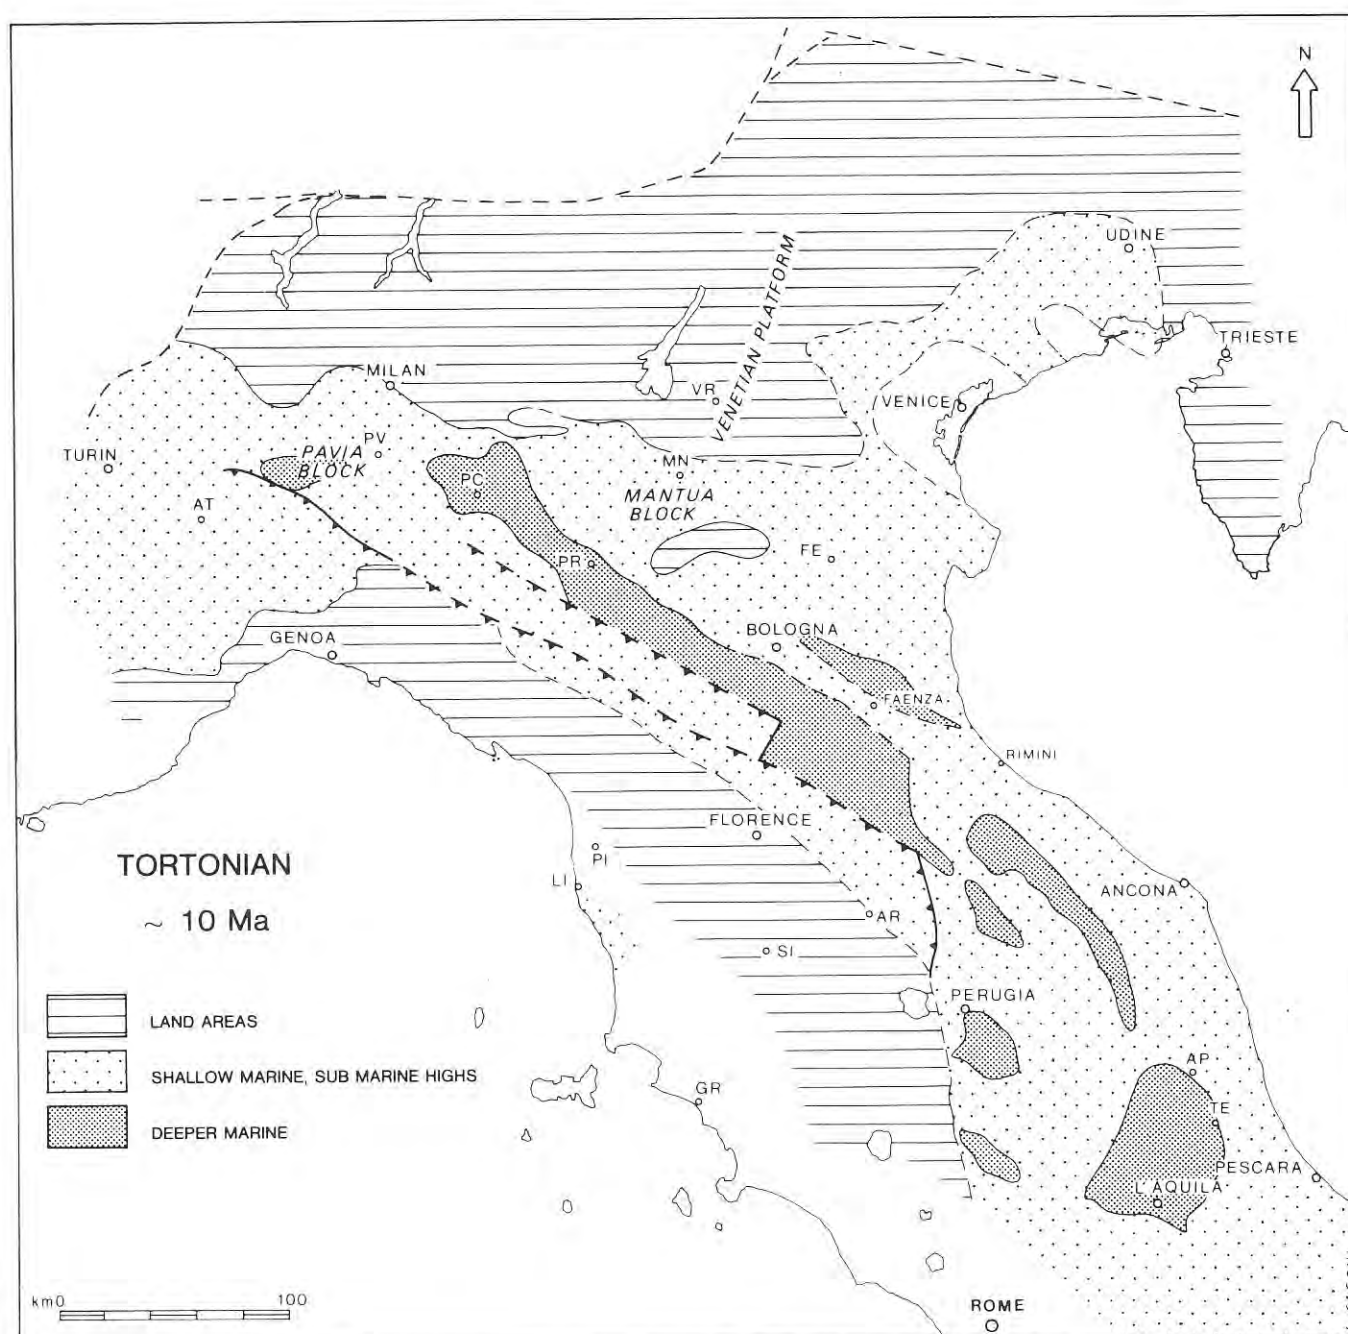 N
UDINE
TRIESTE
VENETIAN PLATFORM
MILAN
VR
VENICE
TURIN
PV
PAVIA
BLOCK
MN
PC
MANTUA
BLOCK
AT
FE
PR
GENOA
BOLOGNA
FAENZA
RIMINI
FLORENCE
PI
LI
ANCONA
AR
SI
TORTONIAN
~ 10 Ma
PERUGIA
LAND AREAS
SHALLOW MARINE, SUB MARINE HIGHS
DEEPER MARINE
GR
AP
TE
PESCARA
L'AQUILA
km0 100
ROME